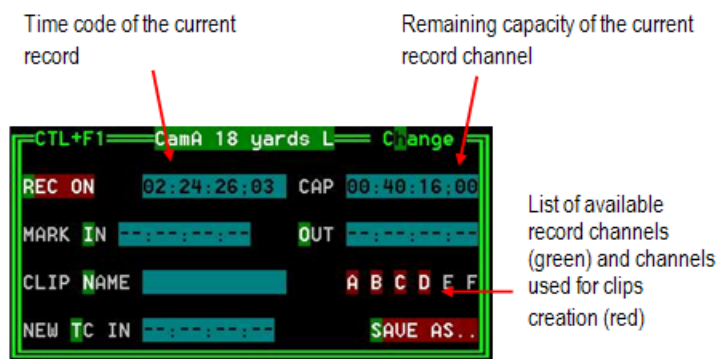 Time code of the current
record
Remaining capacity of the current
record channel
CTL+F1 CamA 18 yards L Change
REC ON 02:24:26;03 CAP 00:40:16;00
MARK IN --:--:--:-- OUT --:--:--:--
CLIP NAME A B C D E F
NEW TC IN --:--:--:-- SAVE AS..
List of available
record channels
(green) and channels
used for clips
creation (red)